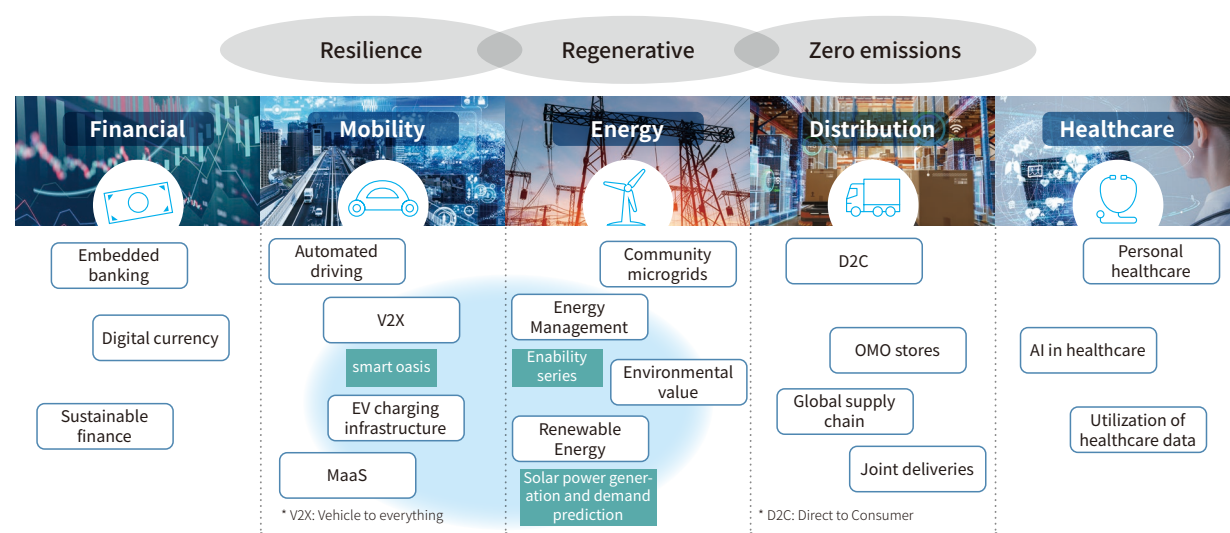 Resilience
Regenerative
Zero emissions
Financial
Mobility
Energy
Distribution
Healthcare
Embedded
banking
Digital currency
Sustainable
finance
Automated
driving
V2X
smart oasis
EV charging
infrastructure
MaaS
* V2X: Vehicle to everything
Community
microgrids
Energy
Management
Enability
series
Environmental
value
Renewable
Energy
Solar power gener-
ation and demand
prediction
D2C
OMO stores
Global supply
chain
Joint deliveries
* D2C: Direct to Consumer
Personal
healthcare
AI in healthcare
Utilization of
healthcare data